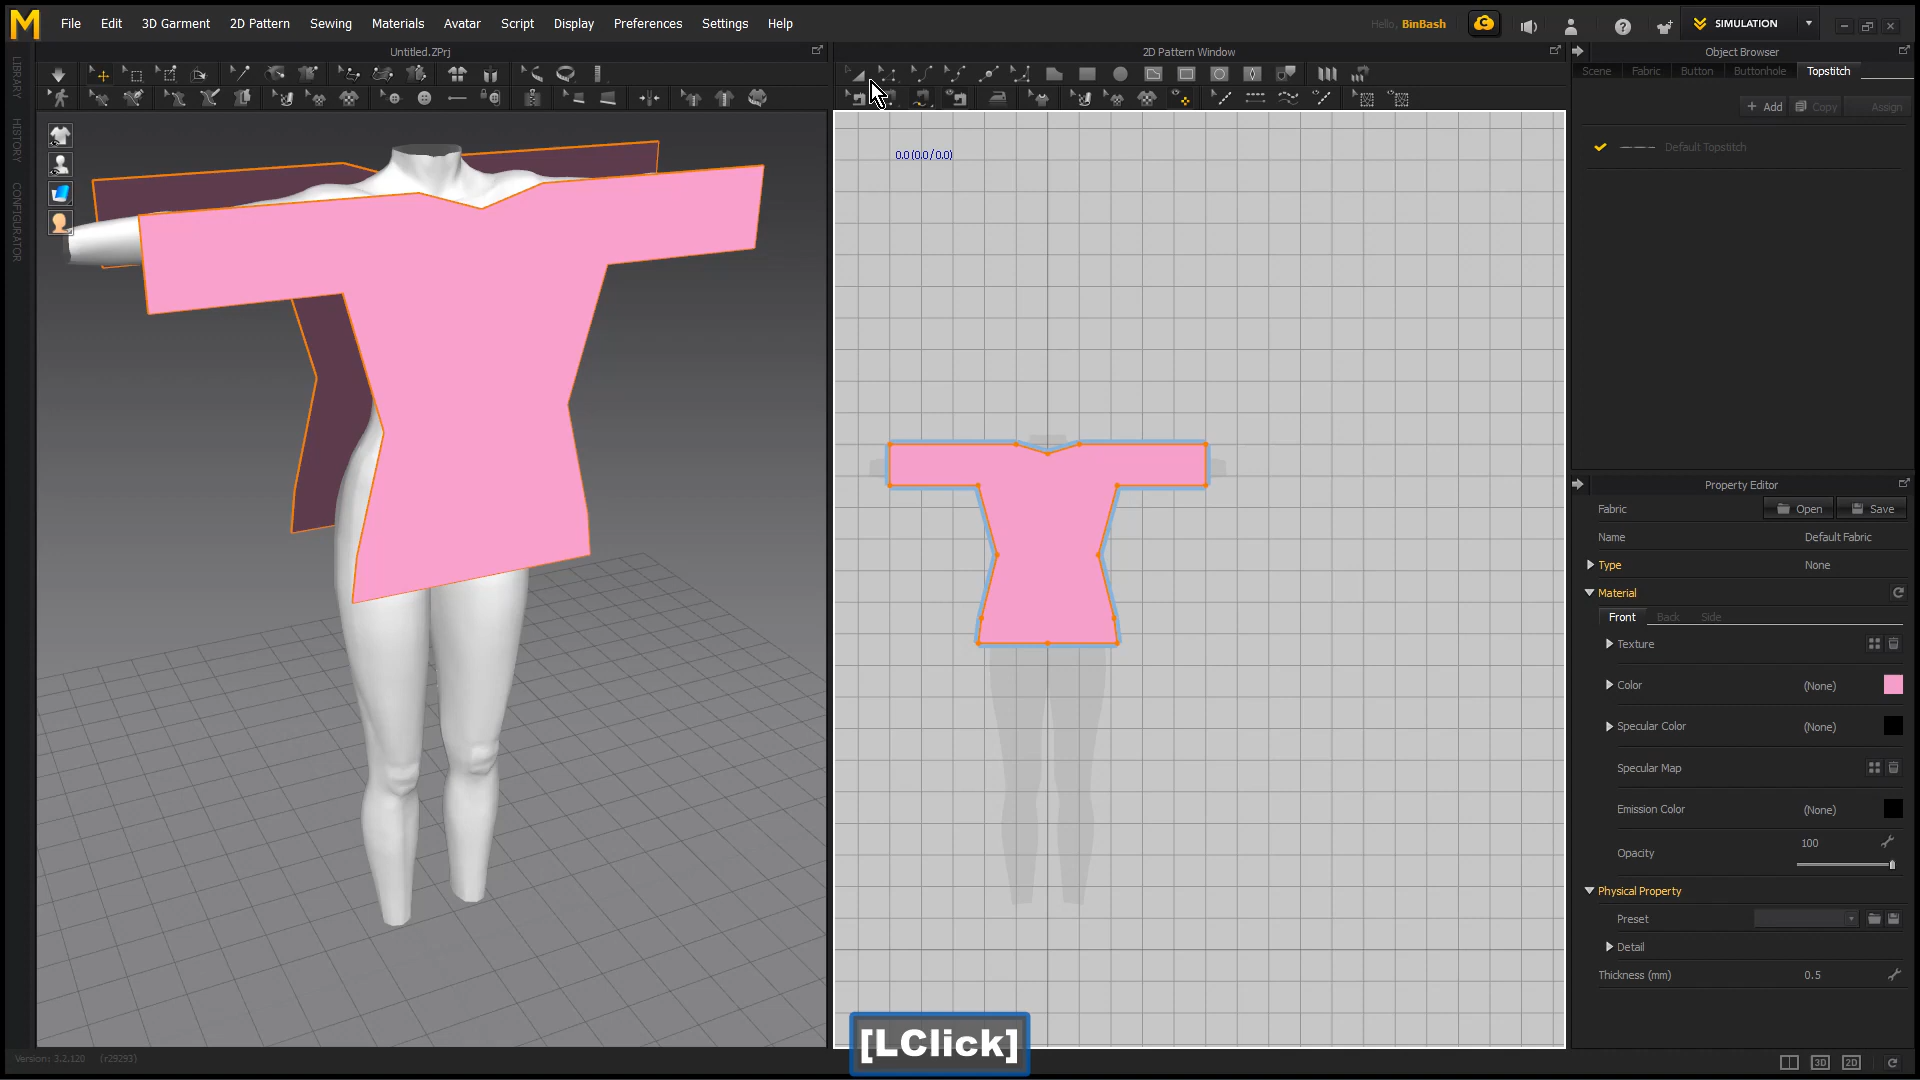 M File Edit 3D Garment 2D Pattern Sewing Materials Avatar Script Display Preferences Settings Help
Hello, BinBash
SIMULATION
Untitled.ZPrj
2D Pattern Window
Object Browser
LIBRARY
HISTORY
CONFIGURATOR
Scene Fabric Button Buttonhole Topstitch
+ Add Copy Assign
Default Topstitch
0.0 (0.0 / 0.0)
Property Editor
Fabric Open Save
Name Default Fabric
Type None
Material
Front Back Side
Texture
Color (None)
Specular Color (None)
Specular Map
Emission Color (None)
Opacity 100
Physical Property
Preset
Detail
Thickness (mm) 0.5
[LClick]
Version: 3.2.120 (r29293)
3D 2D